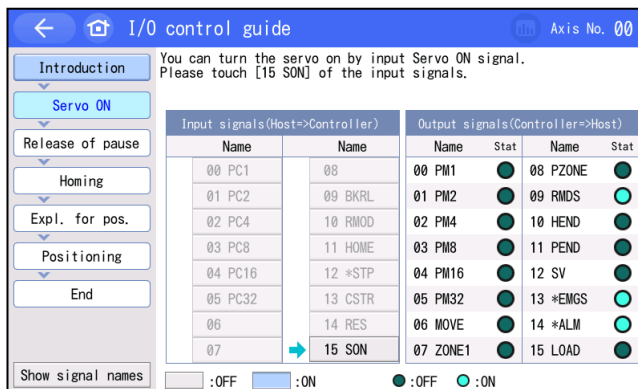 I/O control guide
Axis No. 00
Introduction
Servo ON
Release of pause
Homing
Expl. for pos.
Positioning
End
Show signal names
You can turn the servo on by input Servo ON signal.
Please touch [15 SON] of the input signals.
Input signals(Host=>Controller)
Name Name
00 PC1 08
01 PC2 09 BKRL
02 PC4 10 RMOD
03 PC8 11 HOME
04 PC16 12 *STP
05 PC32 13 CSTR
06 14 RES
07 15 SON
:OFF :ON
Output signals(Controller=>Host)
Name Stat Name Stat
00 PM1 08 PZONE
01 PM2 09 RMDS
02 PM4 10 HEND
03 PM8 11 PEND
04 PM16 12 SV
05 PM32 13 *EMGS
06 MOVE 14 *ALM
07 ZONE1 15 LOAD
:OFF :ON